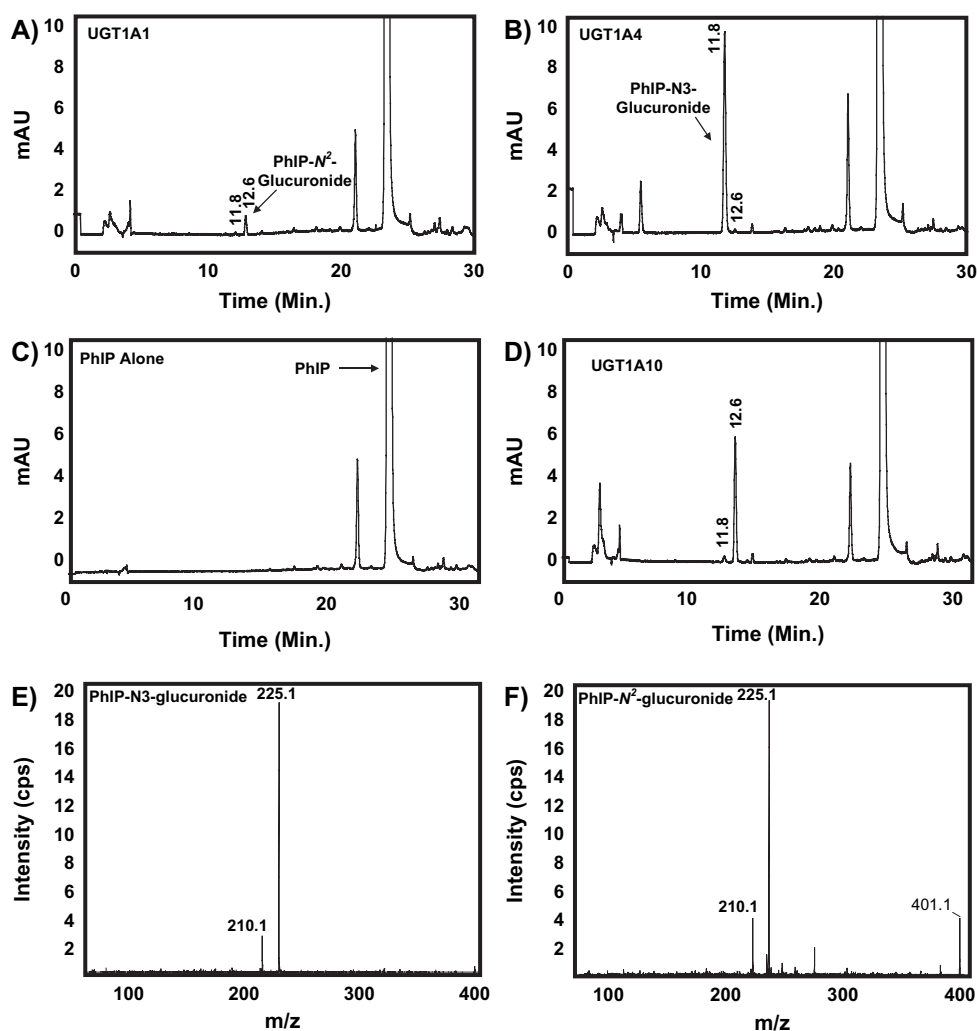 A)
UGT1A1
10
8
6
4
2
0
mAU
11.8
12.6
PhIP-N²-
Glucuronide
0 10 20 30
Time (Min.)
B)
UGT1A4
10
8
6
4
2
0
mAU
11.8
PhIP-N3-
Glucuronide
12.6
0 10 20 30
Time (Min.)
C)
PhIP Alone
10
8
6
4
2
0
mAU
PhIP
0 10 20 30
Time (Min.)
D)
UGT1A10
10
8
6
4
2
0
mAU
11.8
12.6
0 10 20 30
Time (Min.)
E)
PhIP-N3-glucuronide 225.1
20
18
16
14
12
10
8
6
4
2
Intensity (cps)
210.1
100 200 300 400
m/z
F)
PhIP-N²-glucuronide 225.1
20
18
16
14
12
10
8
6
4
2
Intensity (cps)
210.1
401.1
100 200 300 400
m/z